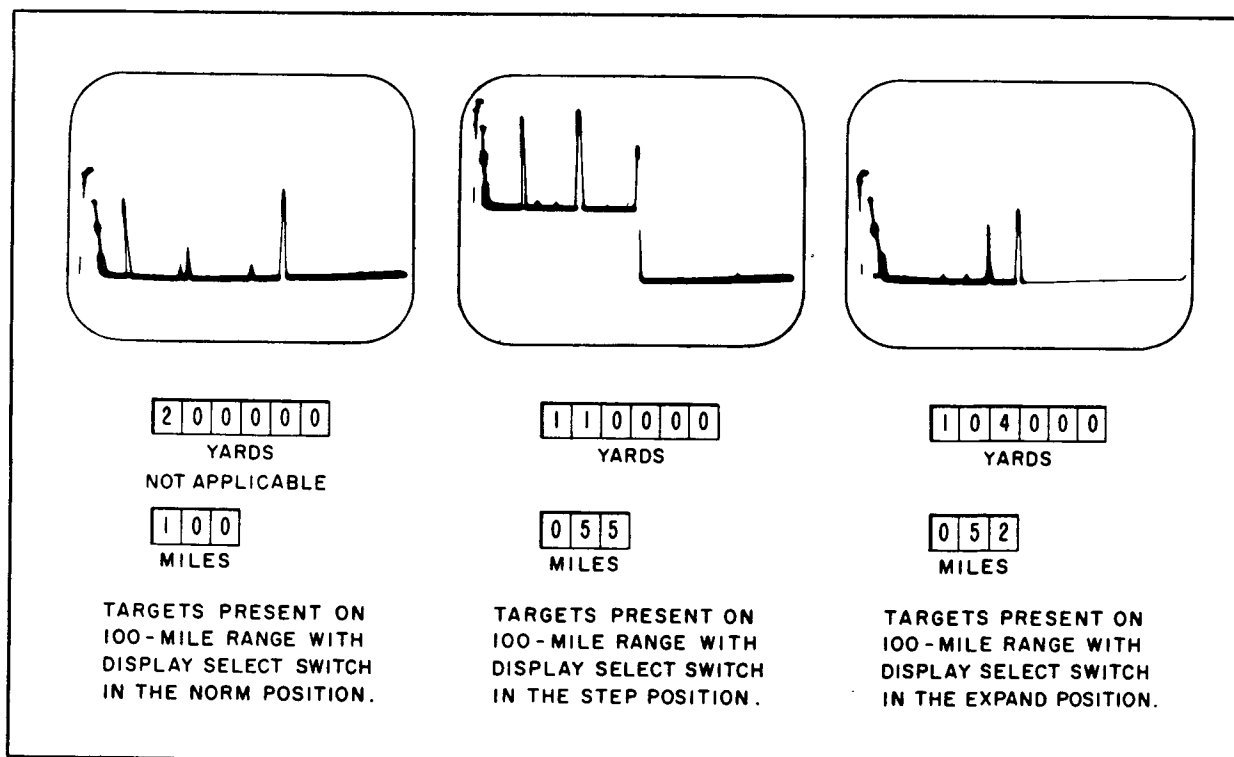 200000
YARDS
NOT APPLICABLE
100
MILES
TARGETS PRESENT ON
100-MILE RANGE WITH
DISPLAY SELECT SWITCH
IN THE NORM POSITION.
110000
YARDS
055
MILES
TARGETS PRESENT ON
100-MILE RANGE WITH
DISPLAY SELECT SWITCH
IN THE STEP POSITION.
104000
YARDS
052
MILES
TARGETS PRESENT ON
100-MILE RANGE WITH
DISPLAY SELECT SWITCH
IN THE EXPAND POSITION.